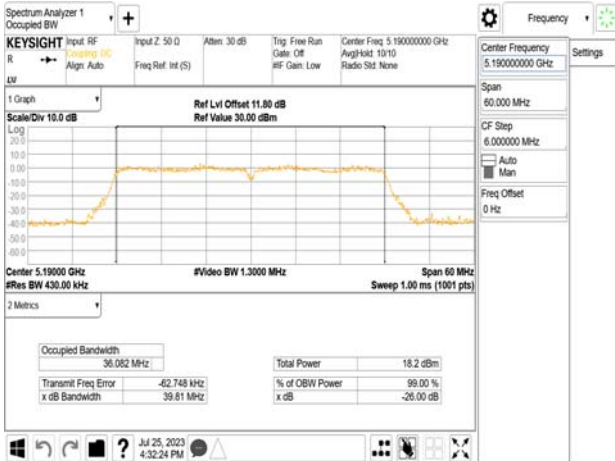 Spectrum Analyzer 1
Occupied BW
+
Frequency
KEYSIGHT
R
Input: RF
Coupling: DC
Align: Auto
Input Z: 50 Ω
Freq Ref: Int (S)
Atten: 30 dB
Trig: Free Run
Gate: Off
#IF Gain: Low
Center Freq: 5.190000000 GHz
Avg|Hold: 10/10
Radio Std: None
Center Frequency
5.190000000 GHz
Settings
Span
60.000 MHz
CF Step
6.000000 MHz
Auto
Man
Freq Offset
0 Hz
1 Graph
Scale/Div 10.0 dB
Ref Lvl Offset 11.80 dB
Ref Value 30.00 dBm
Log
20.0
10.0
0.00
-10.0
-20.0
-30.0
-40.0
-50.0
-60.0
Center 5.19000 GHz
#Res BW 430.00 kHz
#Video BW 1.3000 MHz
Span 60 MHz
Sweep 1.00 ms (1001 pts)
2 Metrics
Occupied Bandwidth
36.082 MHz
Total Power 18.2 dBm
Transmit Freq Error -62.748 kHz
% of OBW Power 99.00 %
x dB Bandwidth 39.81 MHz
x dB -26.00 dB
?
Jul 25, 2023
4:32:24 PM